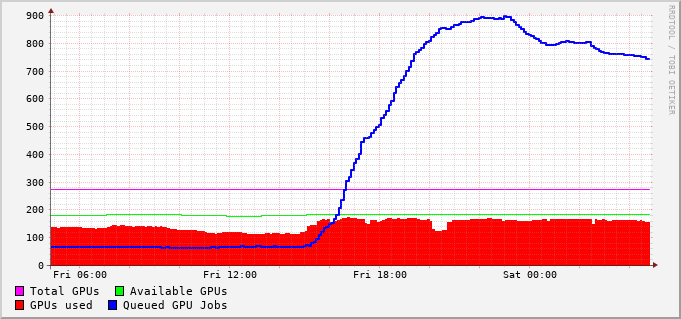 900
800
700
600
500
400
300
200
100
0
Fri 06:00 Fri 12:00 Fri 18:00 Sat 00:00
Total GPUs Available GPUs
GPUs used Queued GPU Jobs
RRDTOOL / TOBI OETIKER